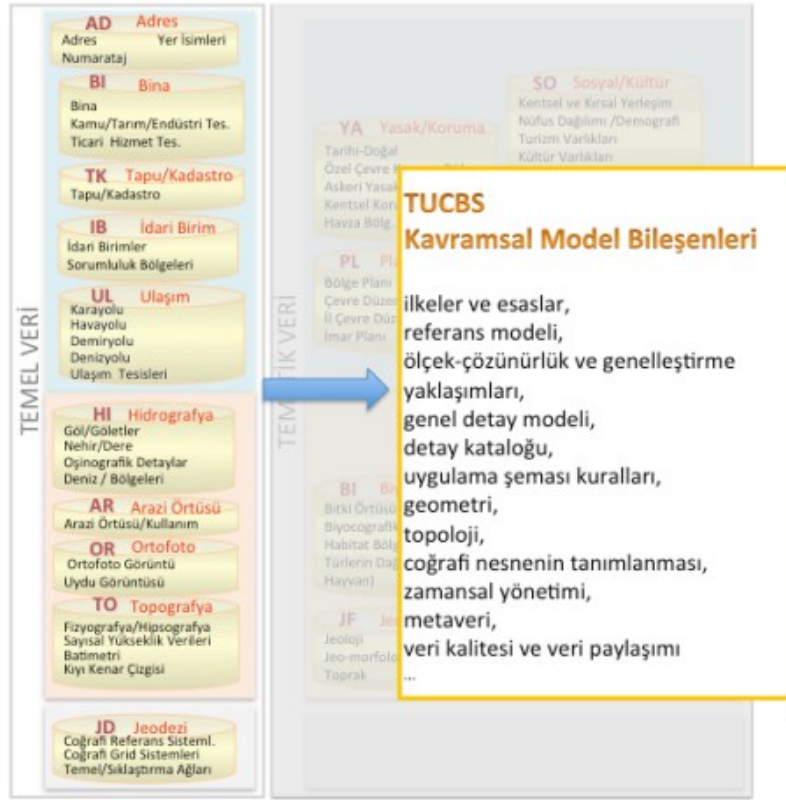 TEMEL VERİ
AD Adres
Adres Yer İsimleri
Numarataj
BI Bina
Bina
Kamu/Tarım/Endüstri Tes.
Ticari Hizmet Tes.
TK Tapu/Kadastro
Tapu/Kadastro
IB İdari Birim
İdari Birimler
Sorumluluk Bölgeleri
UL Ulaşım
Karayolu
Havayolu
Demiryolu
Denizyolu
Ulaşım Tesisleri
HI Hidrografya
Göl/Göletler
Nehir/Dere
Oşinografik Detaylar
Deniz / Bölgeleri
AR Arazi Örtüsü
Arazi Örtüsü/Kullanım
OR Ortofoto
Ortofoto Görüntü
Uydu Görüntüsü
TO Topografya
Fizyografya/Hipsografya
Sayısal Yükseklik Verileri
Batimetri
Kıyı Kenar Çizgisi
JD Jeodezi
Coğrafi Referans Sisteml.
Coğrafi Grid Sistemleri
Temel/Sıklaştırma Ağları
SO Sosyal/Kültür
Kentsel ve Kırsal Yerleşim
Nüfus Dağılımı /Demografi
Turizm Varlıkları
Kültür Varlıkları
YA Yasak/Koruma
Tarihi-Doğal
Özel Çevre
Askeri Yasak
Kentsel
Havza Bölg.
PL
Bölge Planı
Çevre
İl Çevre
İmar Planı
BI
Bitki Örtüsü
Habitat
Türlerin
Hayvan)
JF
Jeoloji
Toprak
TUCBS
Kavramsal Model Bileşenleri
ilkeler ve esaslar,
referans modeli,
ölçek-çözünürlük ve genelleştirme
yaklaşımları,
genel detay modeli,
detay kataloğu,
uygulama şeması kuralları,
geometri,
topoloji,
coğrafi nesnenin tanımlanması,
zamansal yönetimi,
metaveri,
veri kalitesi ve veri paylaşımı
...